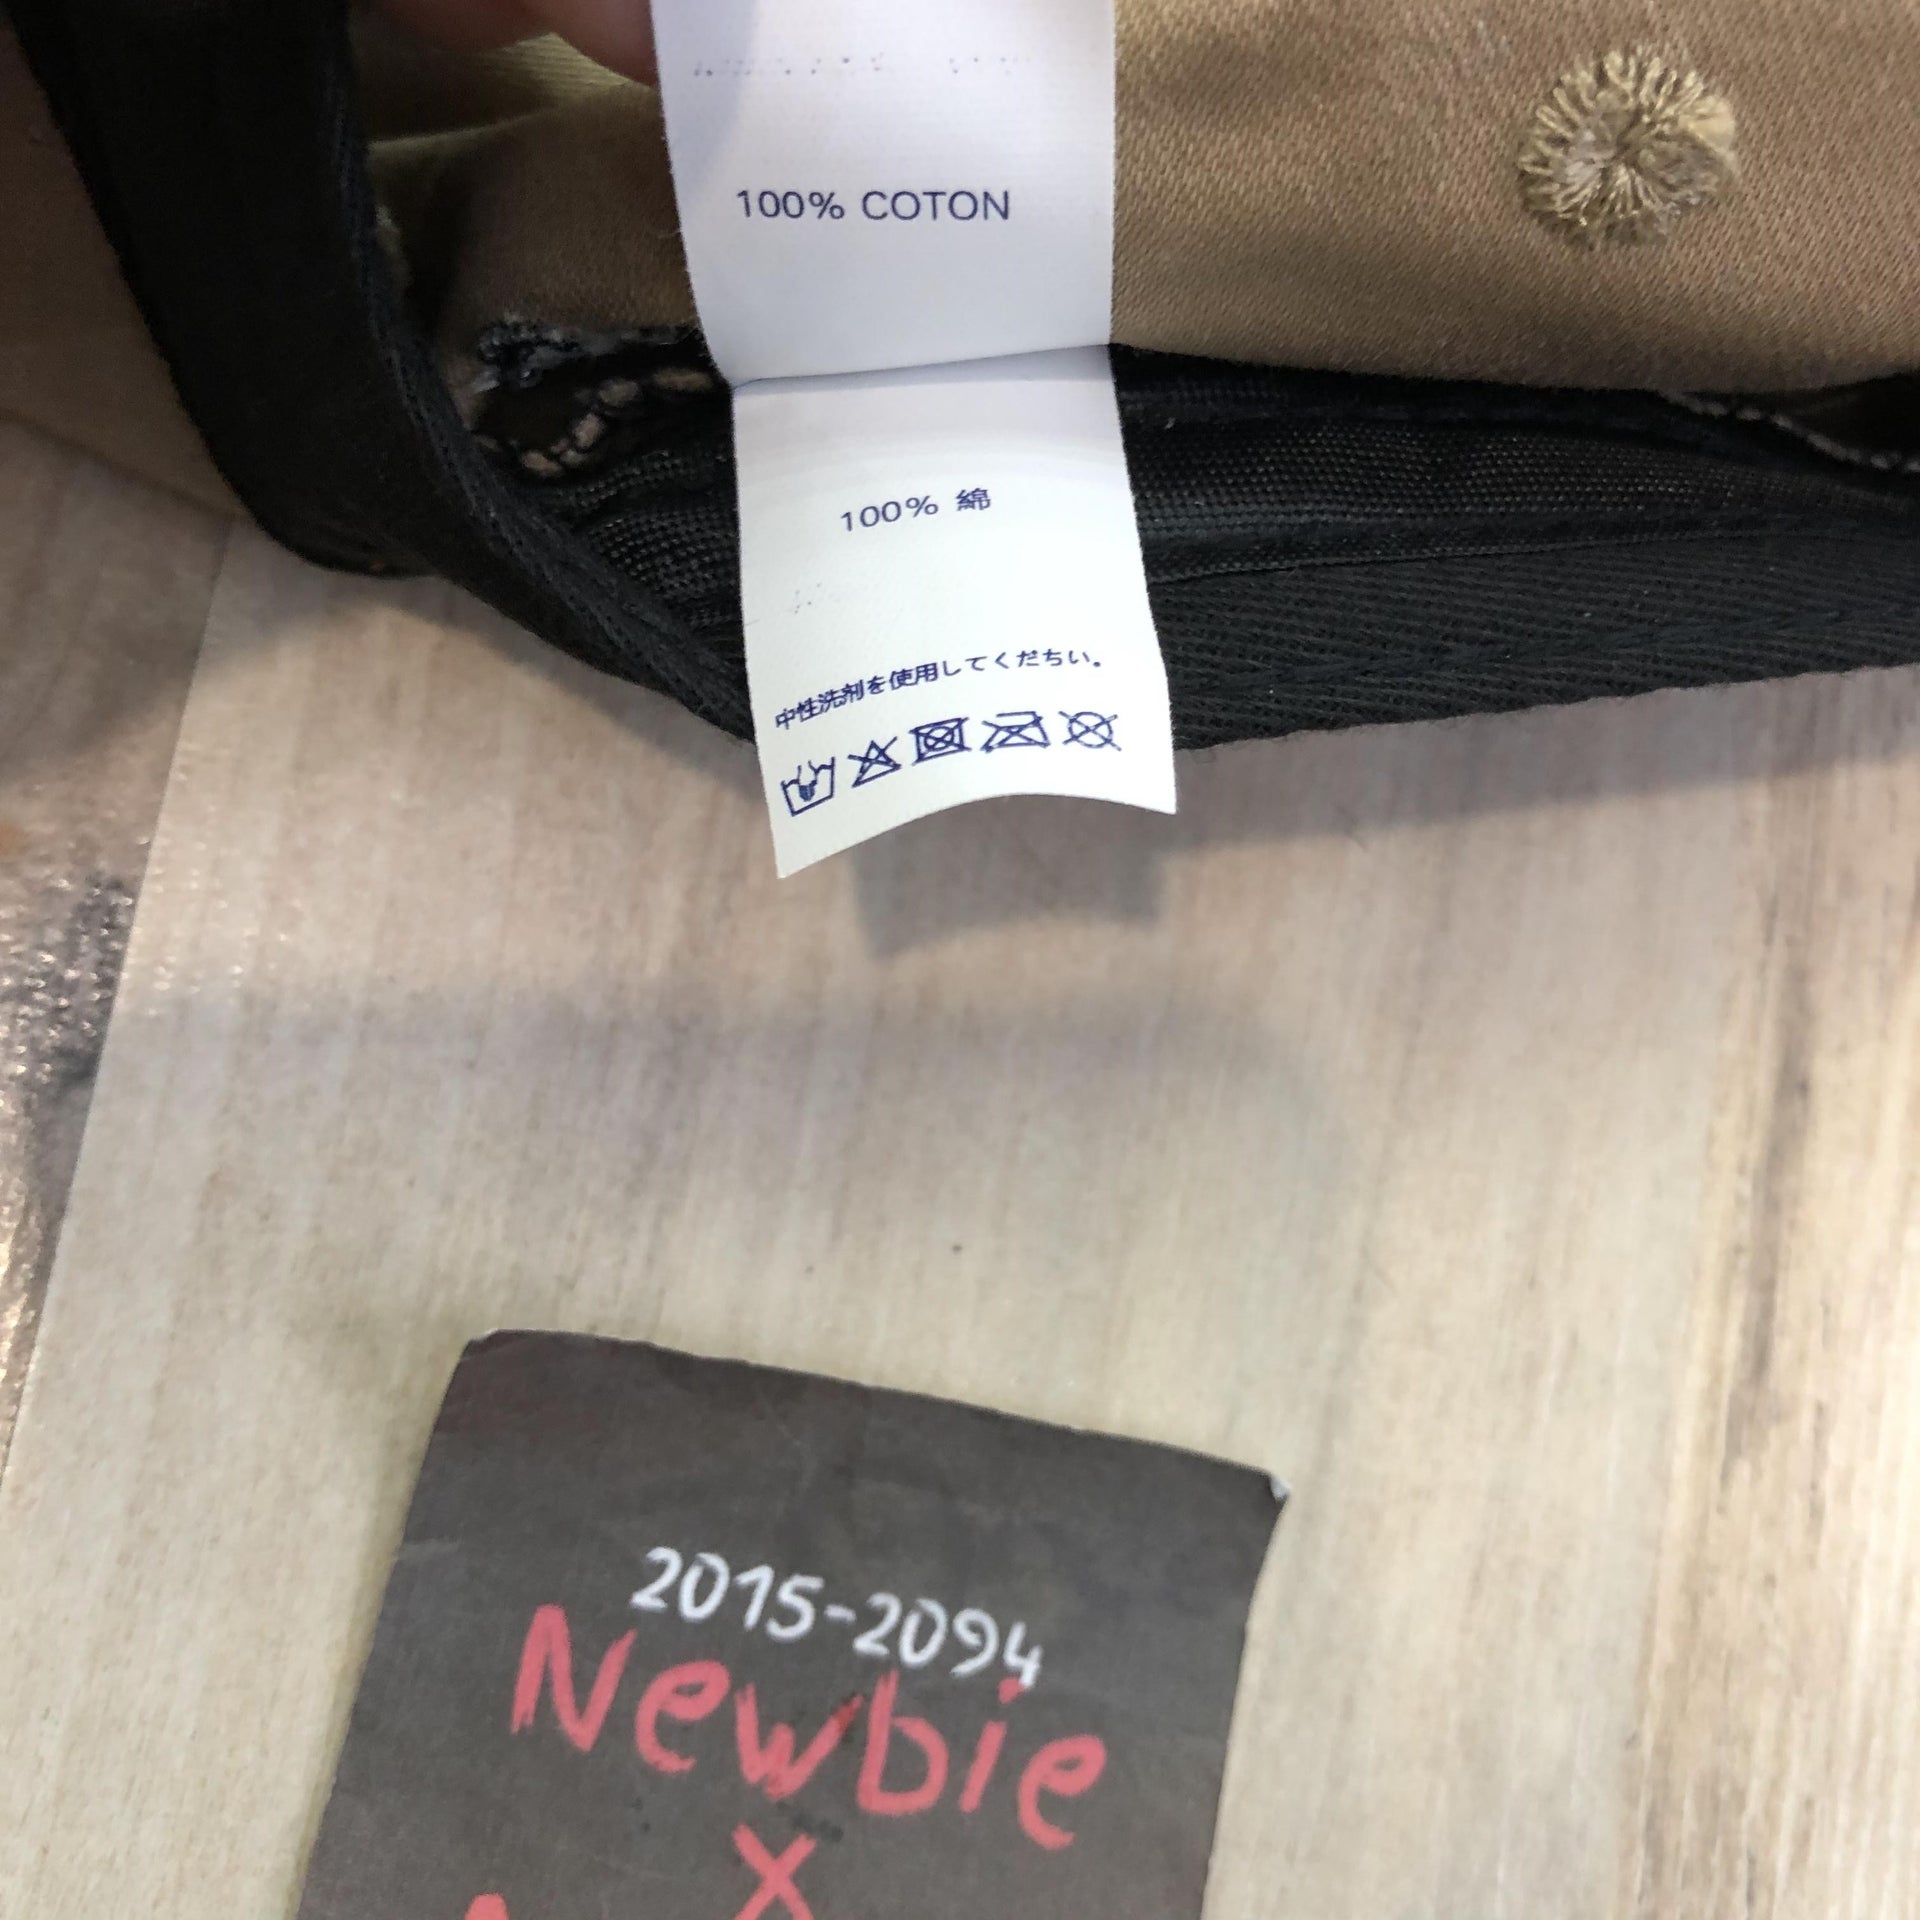 100% COTON
100% 綿
中性洗剤を使用してくだちい。
2015-2094
Newbie
X